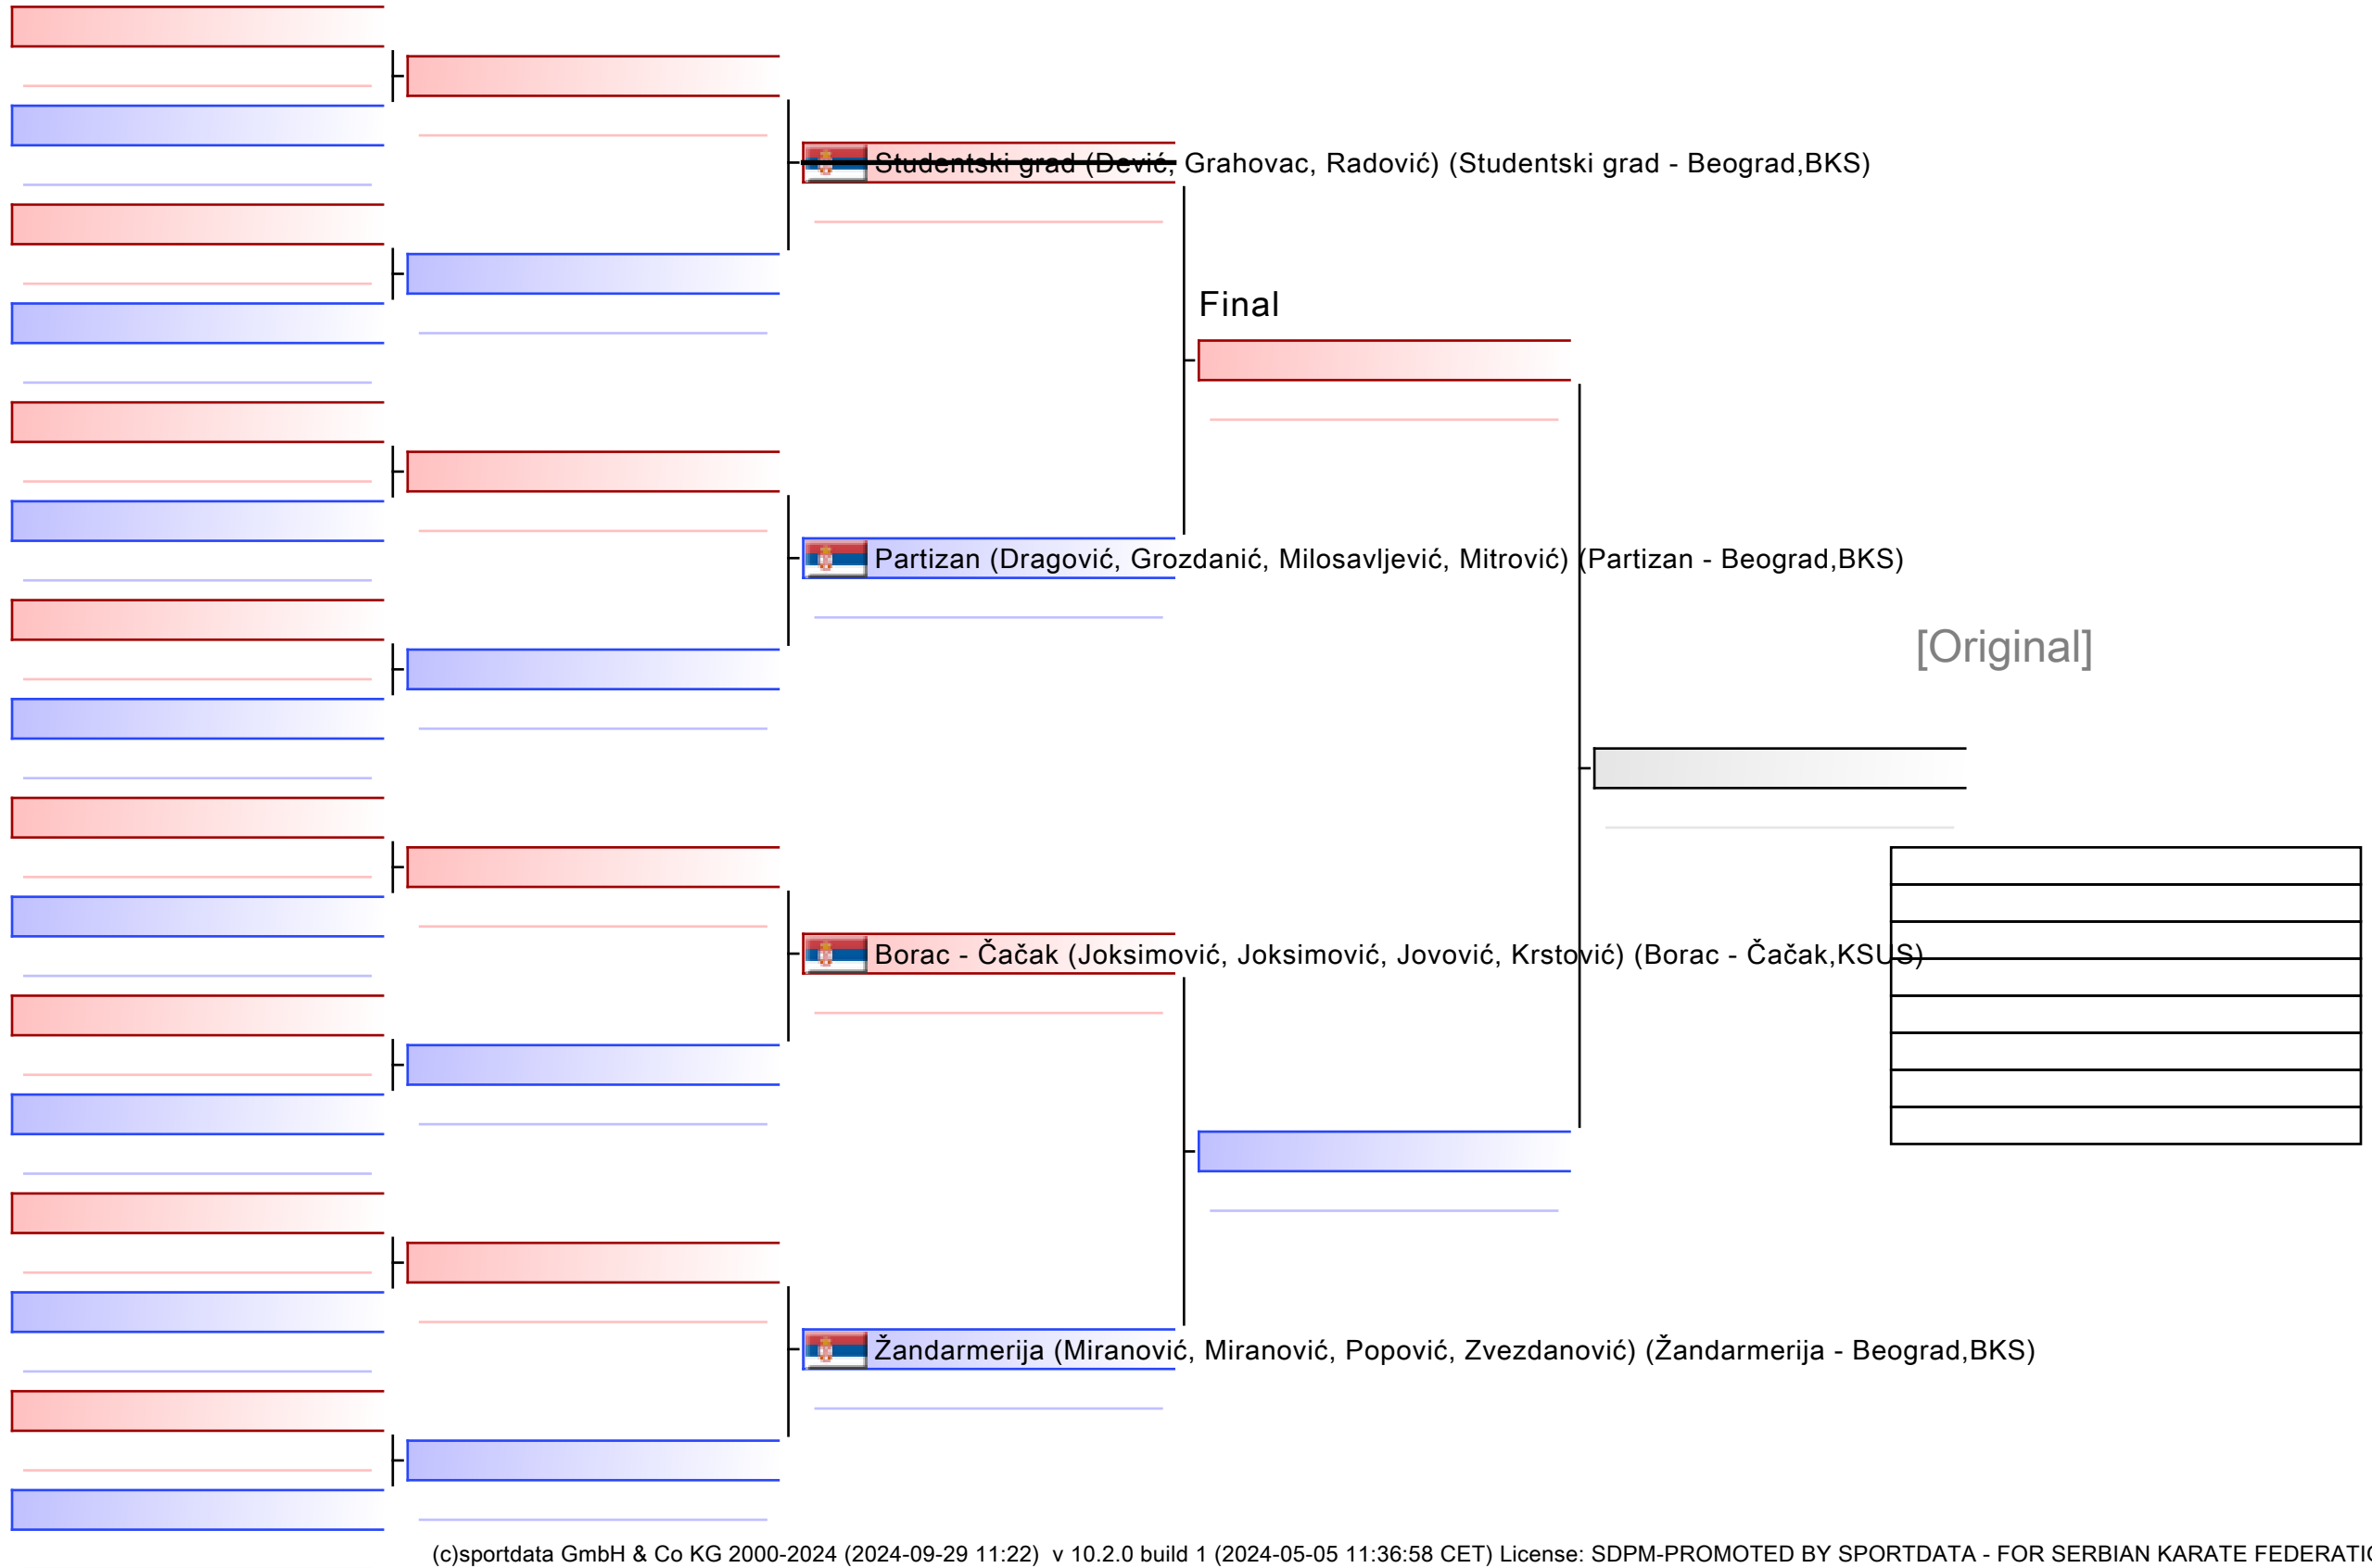 Studentski grad (Dević, Grahovac, Radović) (Studentski grad - Beograd,BKS)
Final
Partizan (Dragović, Grozdanić, Milosavljević, Mitrović) (Partizan - Beograd,BKS)
[Original]
Borac - Čačak (Joksimović, Joksimović, Jovović, Krstović) (Borac - Čačak,KSUS)
Žandarmerija (Miranović, Miranović, Popović, Zvezdanović) (Žandarmerija - Beograd,BKS)
(c)sportdata GmbH & Co KG 2000-2024 (2024-09-29 11:22) v 10.2.0 build 1 (2024-05-05 11:36:58 CET) License: SDPM-PROMOTED BY SPORTDATA - FOR SERBIAN KARATE FEDERATIO